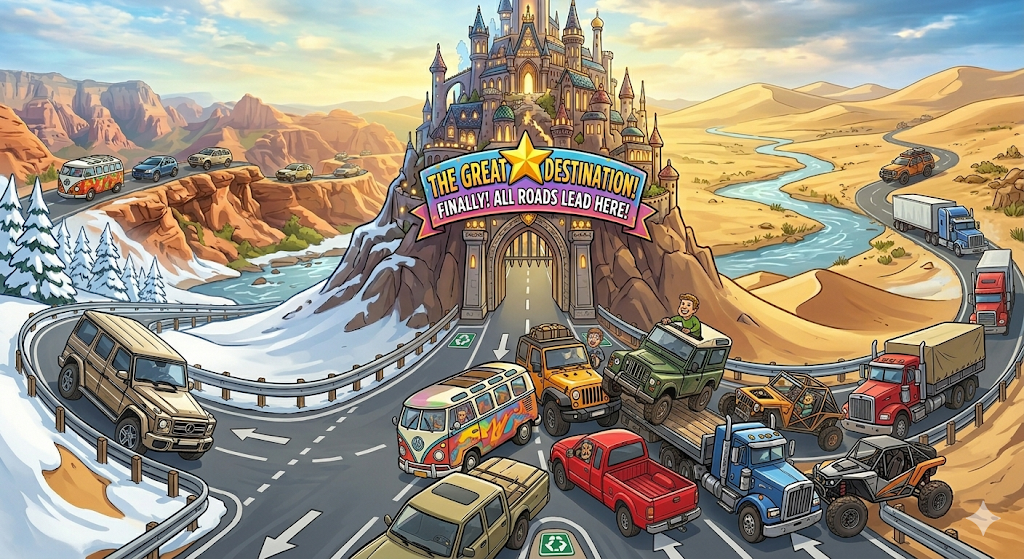 THE GREAT DESTINATION!
FINALLY! ALL ROADS LEAD HERE!